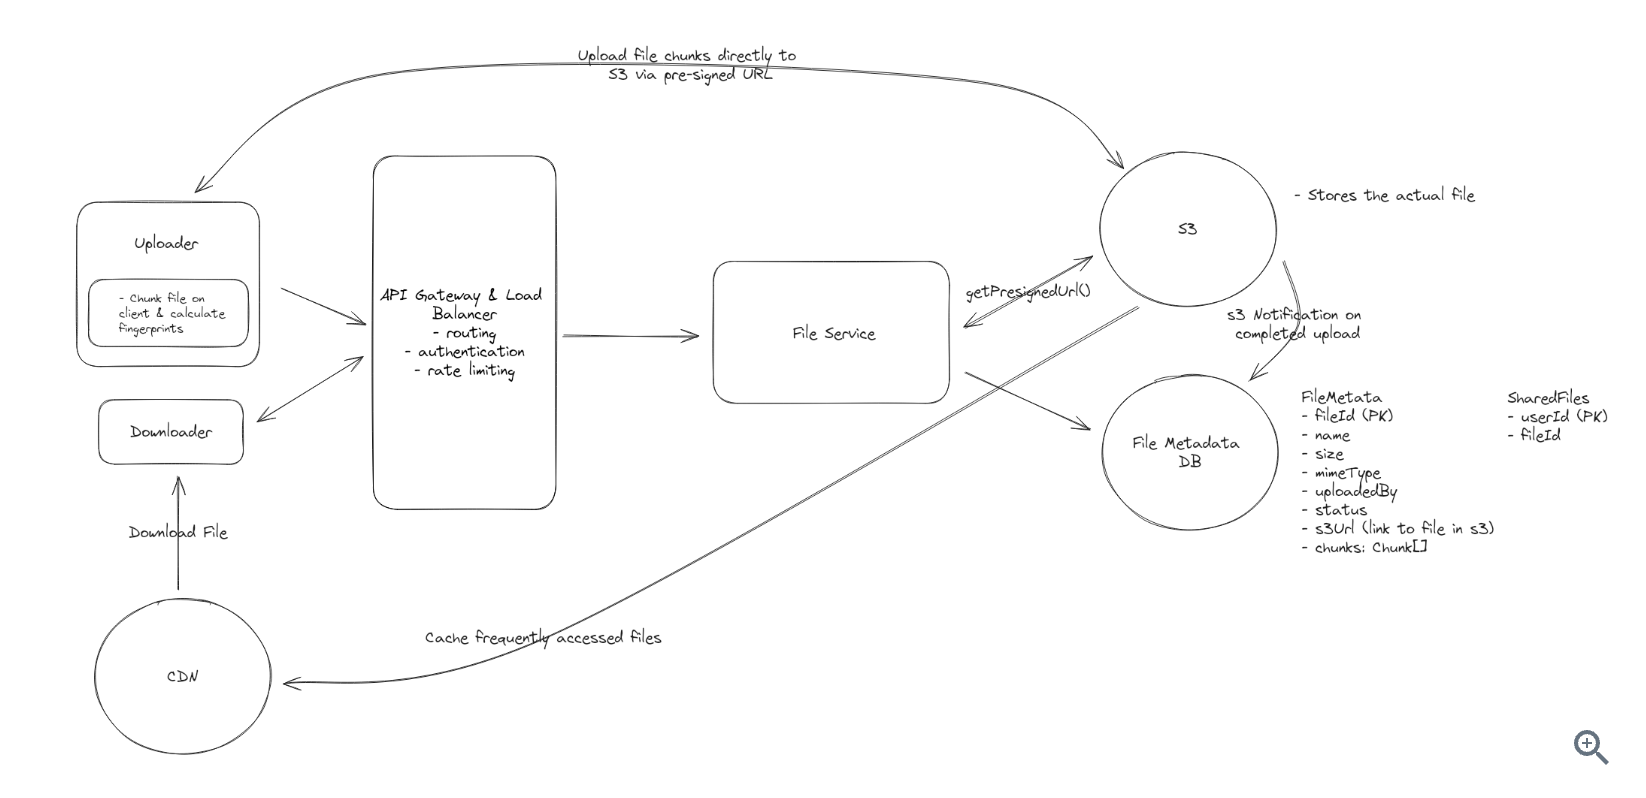 Upload file chunks directly to
S3 via pre-signed URL
Uploader
- Chunk file on
client & calculate
fingerprints
API Gateway & Load
Balancer
- routing
- authentication
- rate limiting
File Service
getPresignedUrl()
S3
- Stores the actual file
s3 Notification on
completed upload
Downloader
Download File
CDN
Cache frequently accessed files
File Metadata
DB
FileMetata
- fileId (PK)
- name
- size
- mimeType
- uploadedBy
- status
- s3Url (link to file in s3)
- chunks: Chunk[]
SharedFiles
- userId (PK)
- fileId